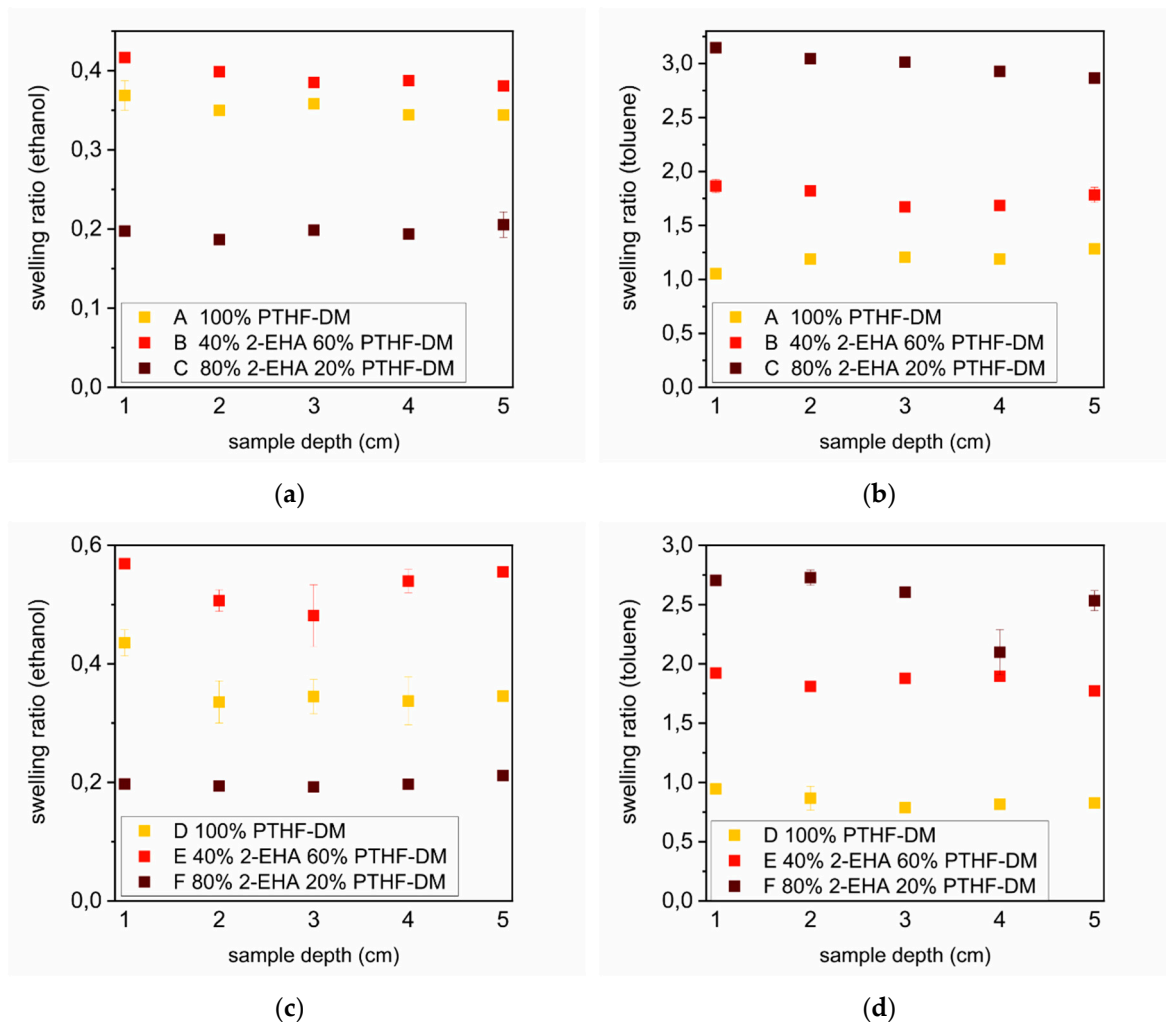 0,4
0,3
0,2
0,1
0,0
swelling ratio (ethanol)
A 100% PTHF-DM
B 40% 2-EHA 60% PTHF-DM
C 80% 2-EHA 20% PTHF-DM
1 2 3 4 5
sample depth (cm)
(a)
3,0
2,5
2,0
1,5
1,0
0,5
0,0
swelling ratio (toluene)
A 100% PTHF-DM
B 40% 2-EHA 60% PTHF-DM
C 80% 2-EHA 20% PTHF-DM
1 2 3 4 5
sample depth (cm)
(b)
0,6
0,4
0,2
0,0
swelling ratio (ethanol)
D 100% PTHF-DM
E 40% 2-EHA 60% PTHF-DM
F 80% 2-EHA 20% PTHF-DM
1 2 3 4 5
sample depth (cm)
(c)
3,0
2,5
2,0
1,5
1,0
0,5
0,0
swelling ratio (toluene)
D 100% PTHF-DM
E 40% 2-EHA 60% PTHF-DM
F 80% 2-EHA 20% PTHF-DM
1 2 3 4 5
sample depth (cm)
(d)